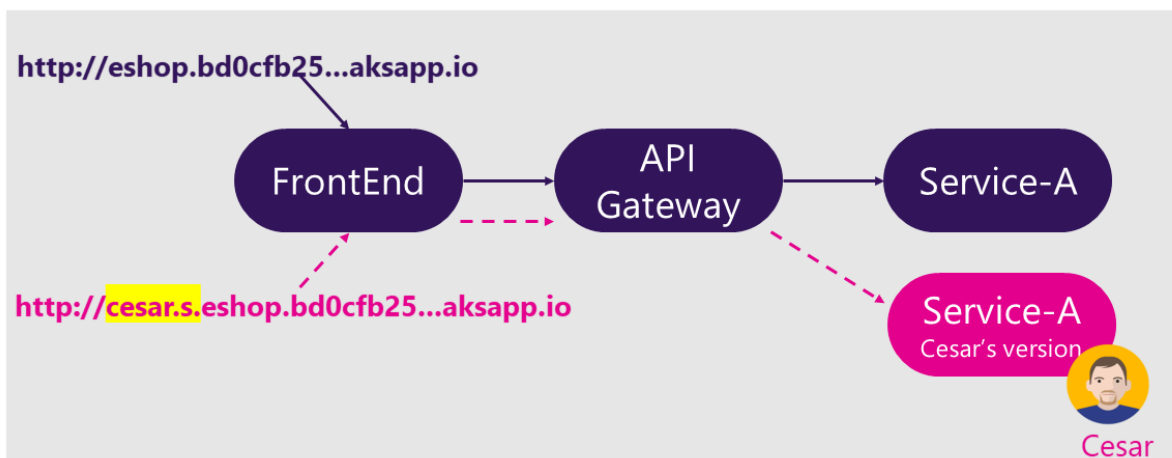 http://eshop.bd0cfb25...aksapp.io
FrontEnd
API
Gateway
Service-A
http://cesar.s.eshop.bd0cfb25...aksapp.io
Service-A
Cesar's version
Cesar